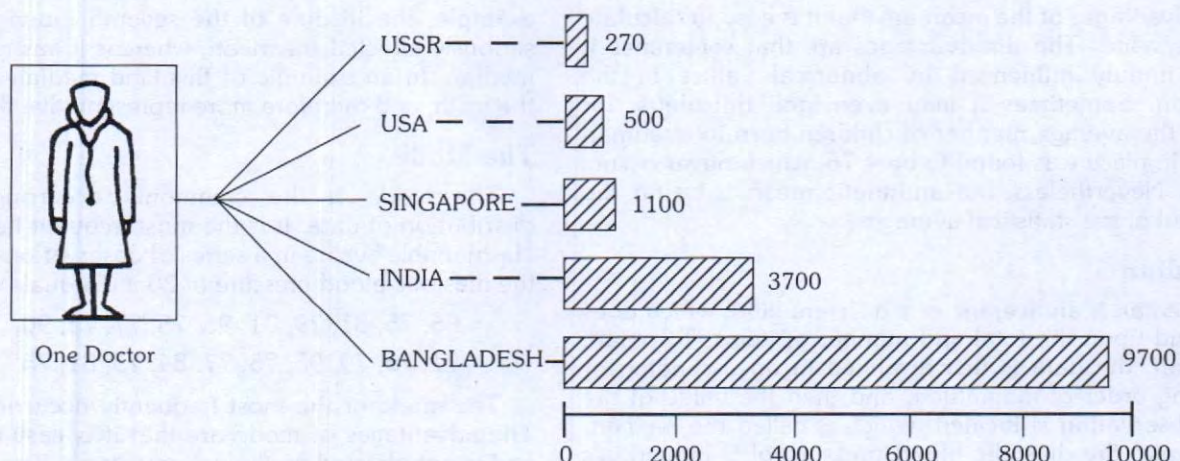 USSR 270
USA 500
SINGAPORE 1100
INDIA 3700
BANGLADESH 9700
One Doctor
0 2000 4000 6000 8000 10000